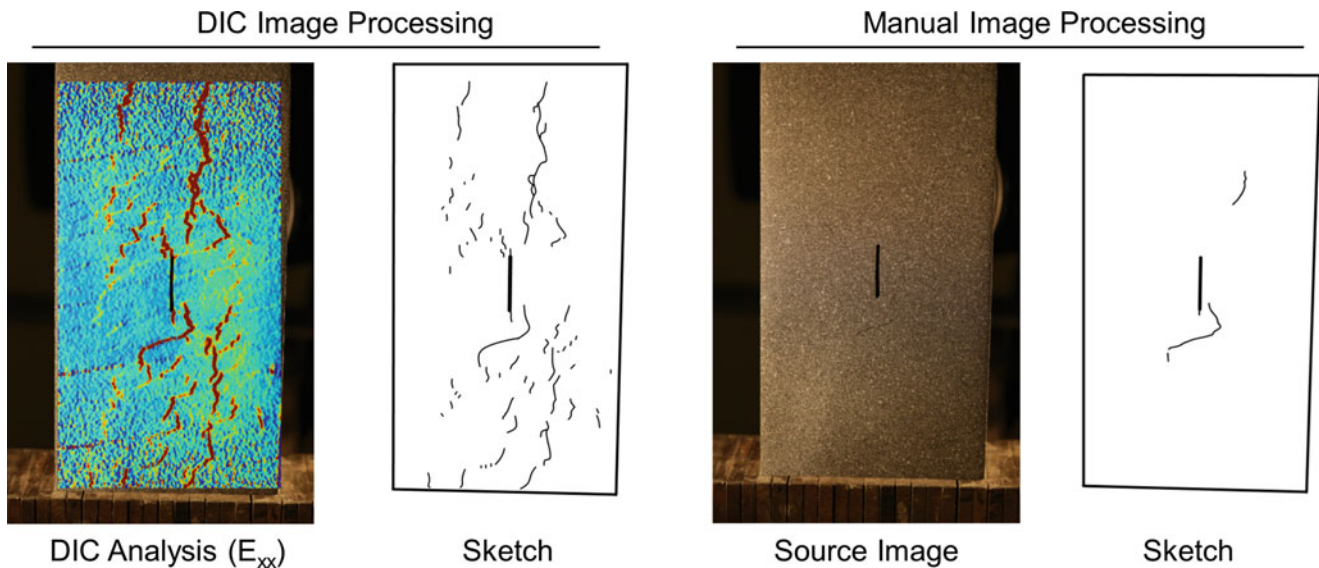 DIC Image Processing
Manual Image Processing
DIC Analysis (Exx)
Sketch
Source Image
Sketch